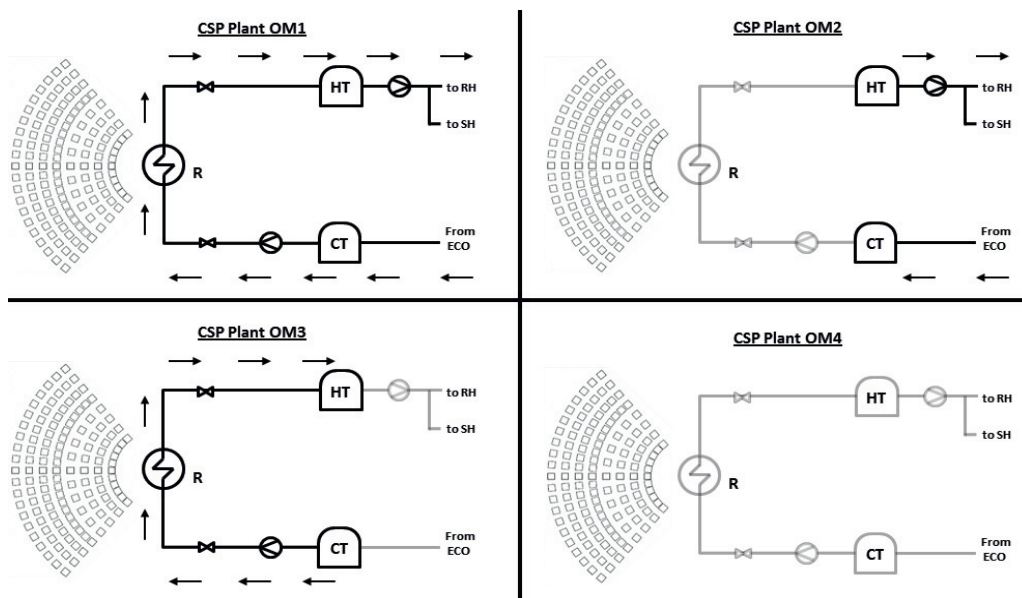 CSP Plant OM1
HT
to RH
to SH
R
CT
From
ECO
CSP Plant OM2
HT
to RH
to SH
R
CT
From
ECO
CSP Plant OM3
HT
to RH
to SH
R
CT
From
ECO
CSP Plant OM4
HT
to RH
to SH
R
CT
From
ECO